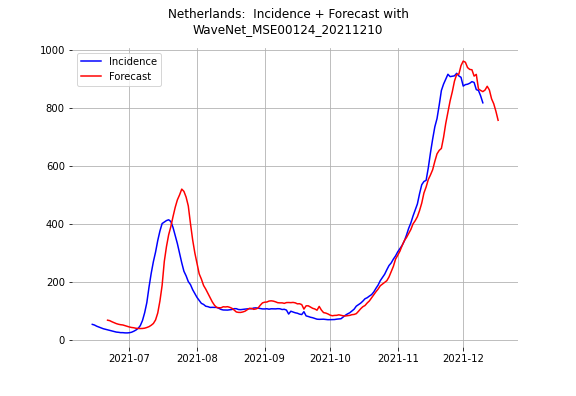 Netherlands:  Incidence + Forecast with
WaveNet_MSE00124_20211210
Incidence
Forecast
1000
800
600
400
200
0
2021-07 2021-08 2021-09 2021-10 2021-11 2021-12